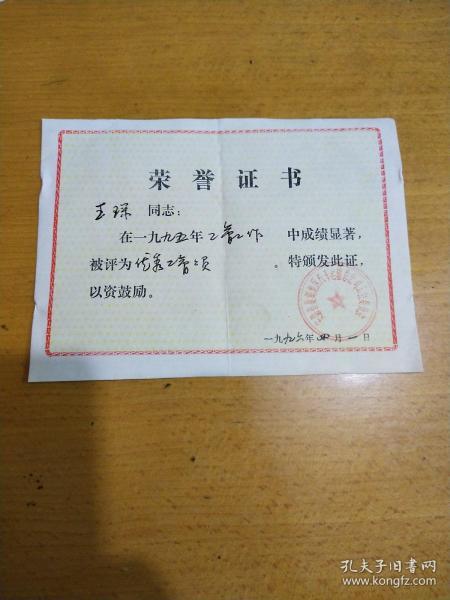 荣誉证书
王琛 同志:
在一九九五年工会工作 中成绩显著,
被评为优秀工会 员 。特颁发此证,
以资鼓励。
一九九六年四月一日
孔夫子旧书网
www.kongfz.com